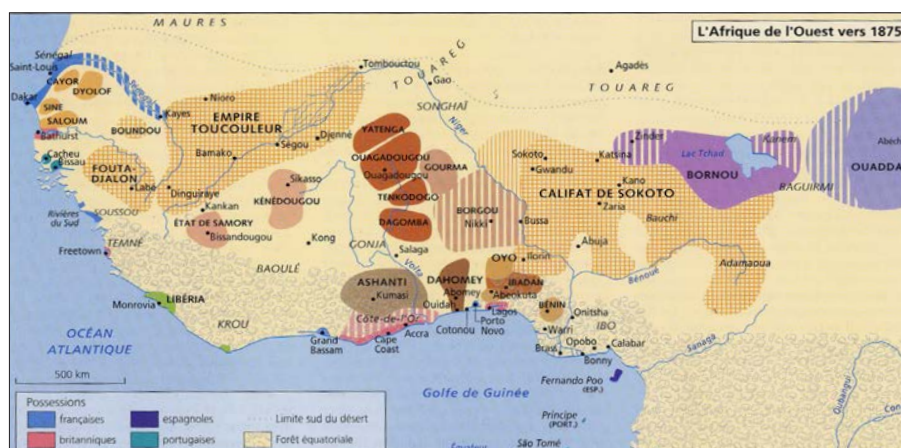 L'Afrique de l'Ouest vers 1875
MAURES
Sénégal
Saint-Louis
CAYOR
DYOLOF
Dakar
SINE
SALOUM
Bathurst
Cacheu
Bissau
BOUNDOU
Kayes
Nioro
EMPIRE
TOUCOULEUR
Bamako
Ségou
Djenné
Tombouctou
TOUAREG
Gao
SONGHAÏ
Niger
Agadès
TOUAREG
FOUTA-
DJALON
Labé
Dinguiraye
Rivières
du Sud
SOUSSOU
TEMNÉ
Freetown
Kankan
ÉTAT DE SAMORY
Bissandougou
Sikasso
KÉNÉDOUGOU
Kong
YATENGA
OUAGADOUGOU
Ouagadougou
GOURMA
TENKODOGO
DAGOMBA
GONJA
Salaga
Volta
BORGOU
Nikki
Bussa
Sokoto
Gwandu
Katsina
Zinder
Kano
CALIFAT DE SOKOTO
Zaria
Bauchi
Abuja
Lac Tchad
Kanem
BORNOU
BAGUIRMI
Abéch
OUADDA
Adamaoua
Bénoué
Ilorin
OYO
IBADAN
Abeokuta
DAHOMEY
Abomey
Ouidah
Cotonou
Porto
Novo
Lagos
BÉNIN
Onitsha
IBO
Warri
Opobo
Calabar
Brass
Bonny
Sanaga
BAOULÉ
ASHANTI
Kumasi
Côte-de-l'Or
Accra
Cape
Coast
Grand
Bassam
KROU
LIBÉRIA
Monrovia
OCÉAN
ATLANTIQUE
500 km
Golfe de Guinée
Fernando Poo
(ESP.)
Principe
(PORT.)
São Tomé
Équateur
Oubangui
Con
Possessions
françaises
espagnoles
britanniques
portugaises
Limite sud du désert
Forêt équatoriale